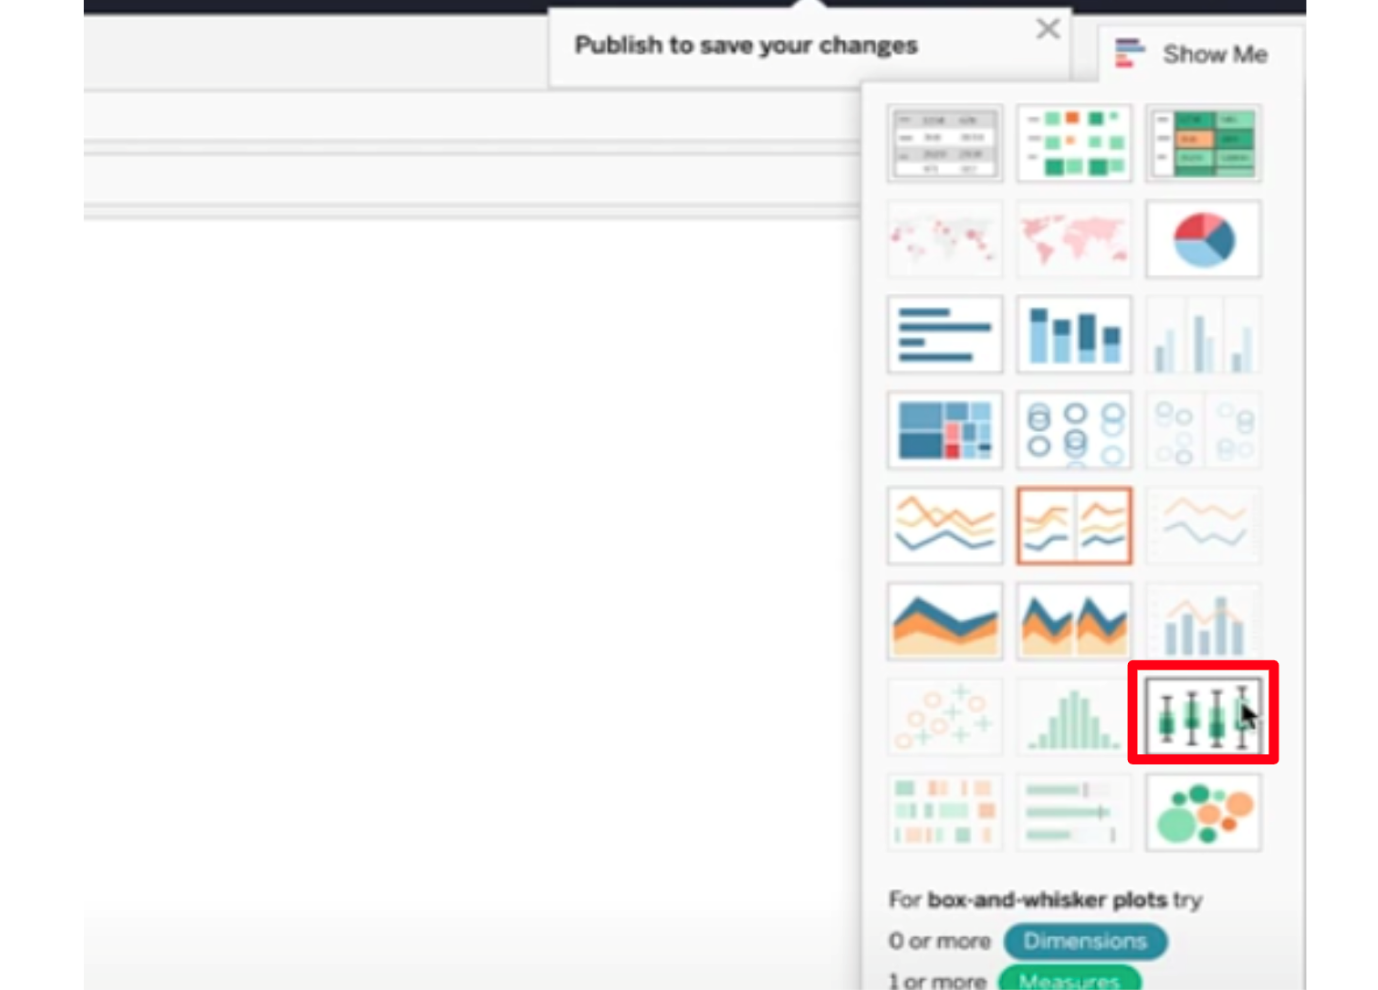 Publish to save your changes
Show Me
For box-and-whisker plots try
0 or more Dimensions
1 or more Measures